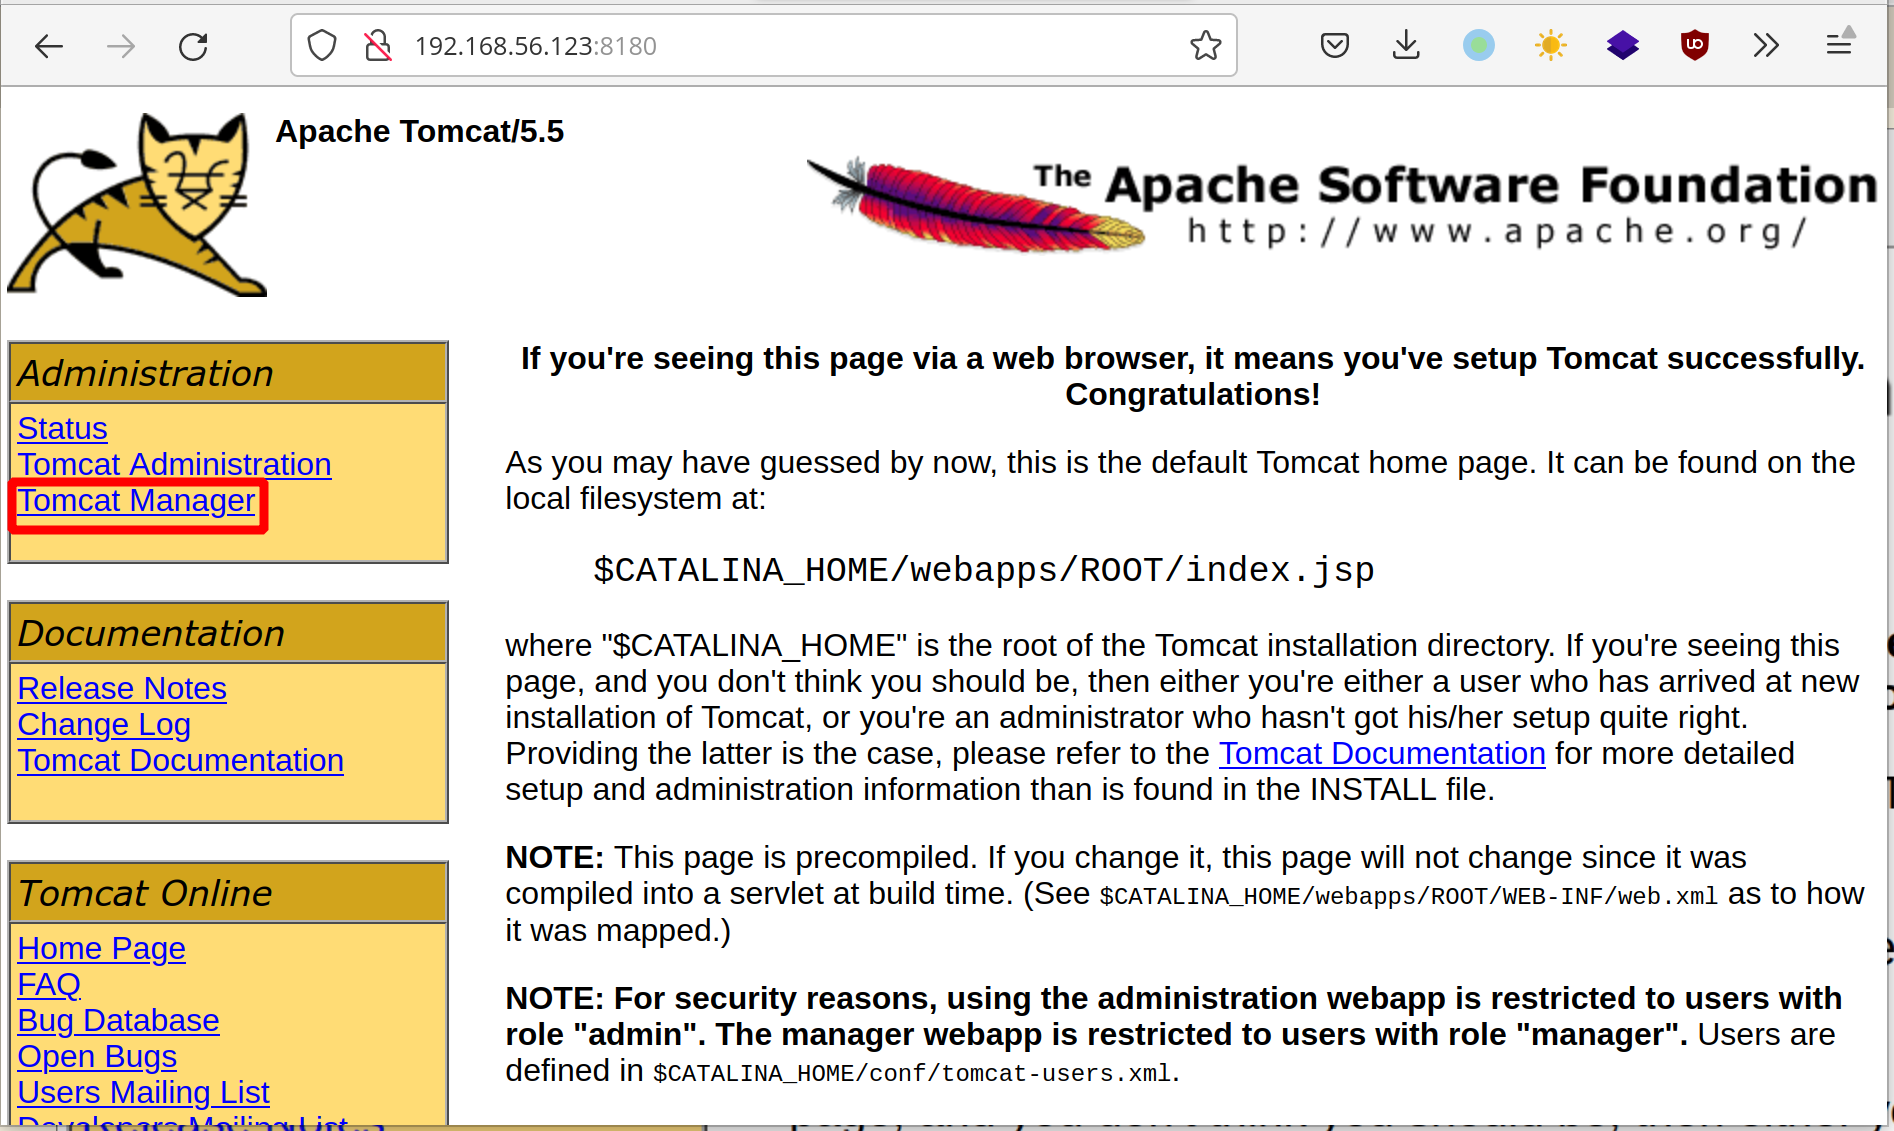 192.168.56.123:8180
Apache Tomcat/5.5
The Apache Software Foundation
http://www.apache.org/
Administration
Status
Tomcat Administration
Tomcat Manager
Documentation
Release Notes
Change Log
Tomcat Documentation
Tomcat Online
Home Page
FAQ
Bug Database
Open Bugs
Users Mailing List
Developers Mailing List
If you're seeing this page via a web browser, it means you've setup Tomcat successfully.
Congratulations!
As you may have guessed by now, this is the default Tomcat home page. It can be found on the
local filesystem at:
$CATALINA_HOME/webapps/ROOT/index.jsp
where "$CATALINA_HOME" is the root of the Tomcat installation directory. If you're seeing this
page, and you don't think you should be, then either you're either a user who has arrived at new
installation of Tomcat, or you're an administrator who hasn't got his/her setup quite right.
Providing the latter is the case, please refer to the Tomcat Documentation for more detailed
setup and administration information than is found in the INSTALL file.
NOTE: This page is precompiled. If you change it, this page will not change since it was
compiled into a servlet at build time. (See $CATALINA_HOME/webapps/ROOT/WEB-INF/web.xml as to how
it was mapped.)
NOTE: For security reasons, using the administration webapp is restricted to users with
role "admin". The manager webapp is restricted to users with role "manager". Users are
defined in $CATALINA_HOME/conf/tomcat-users.xml.